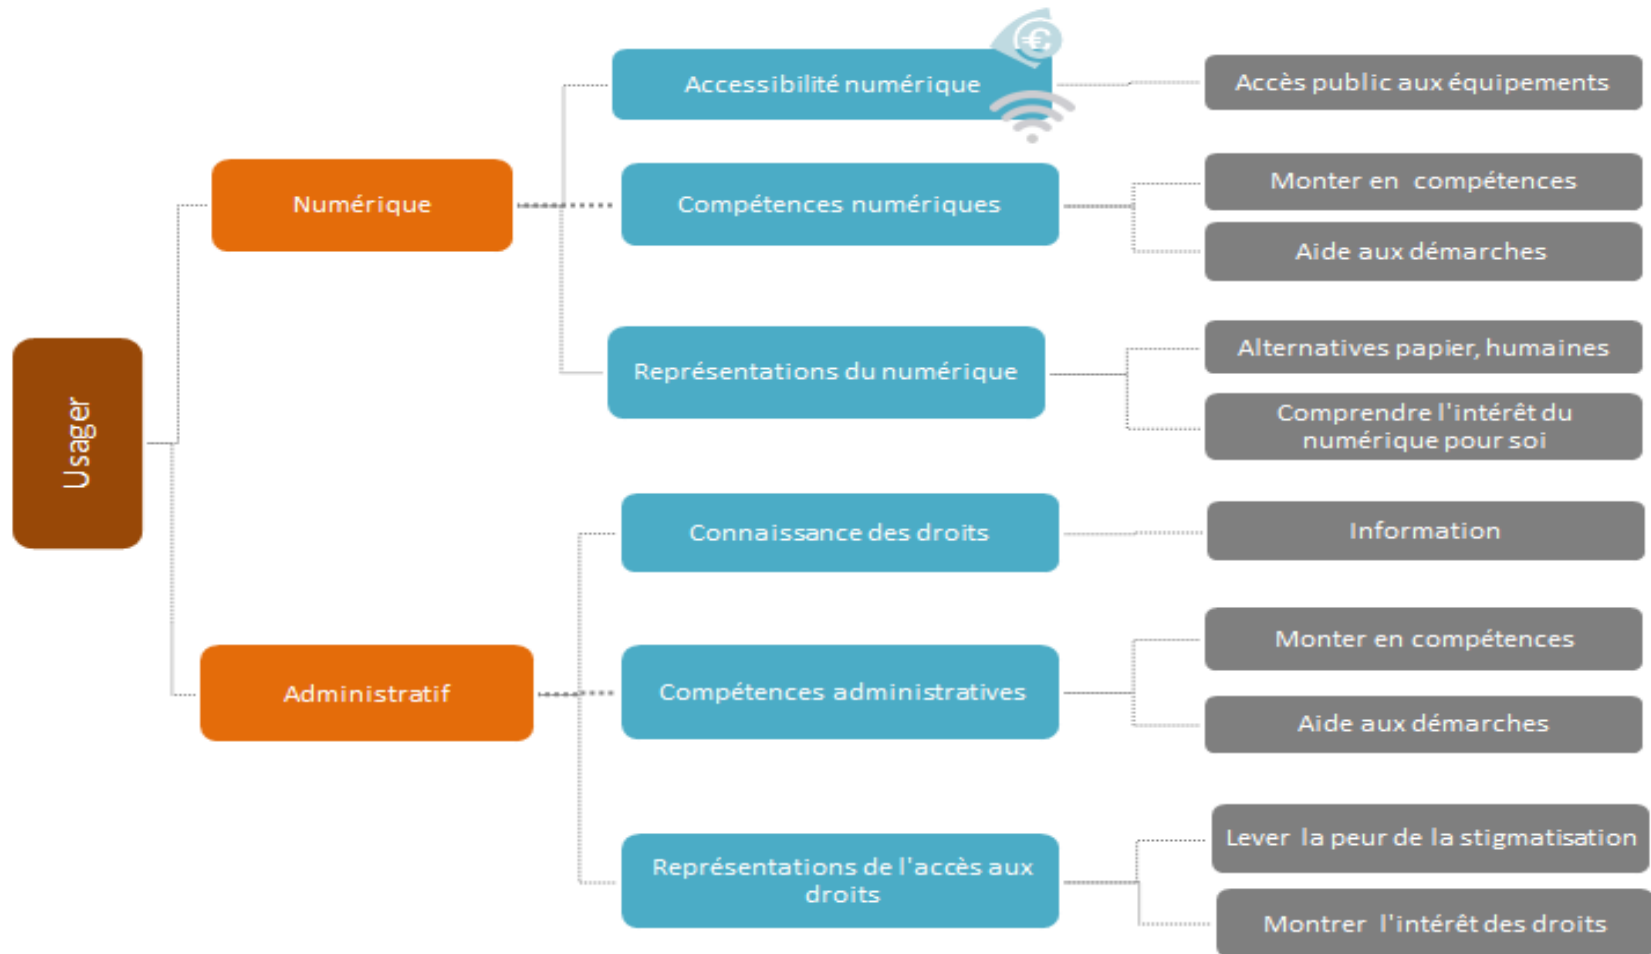 Usager
Numérique
Accessibilité numérique
€
Accès public aux équipements
Compétences numériques
Monter en compétences
Aide aux démarches
Représentations du numérique
Alternatives papier, humaines
Comprendre l'intérêt du
numérique pour soi
Administratif
Connaissance des droits
Information
Compétences administratives
Monter en compétences
Aide aux démarches
Représentations de l'accès aux
droits
Lever la peur de la stigmatisation
Montrer l'intérêt des droits